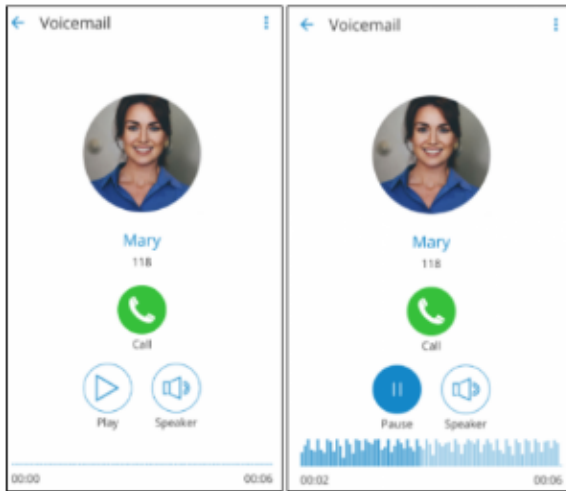 Voicemail
Mary
118
Call
Play Speaker
00:00 00:06
Voicemail
Mary
118
Call
Pause Speaker
00:02 00:06